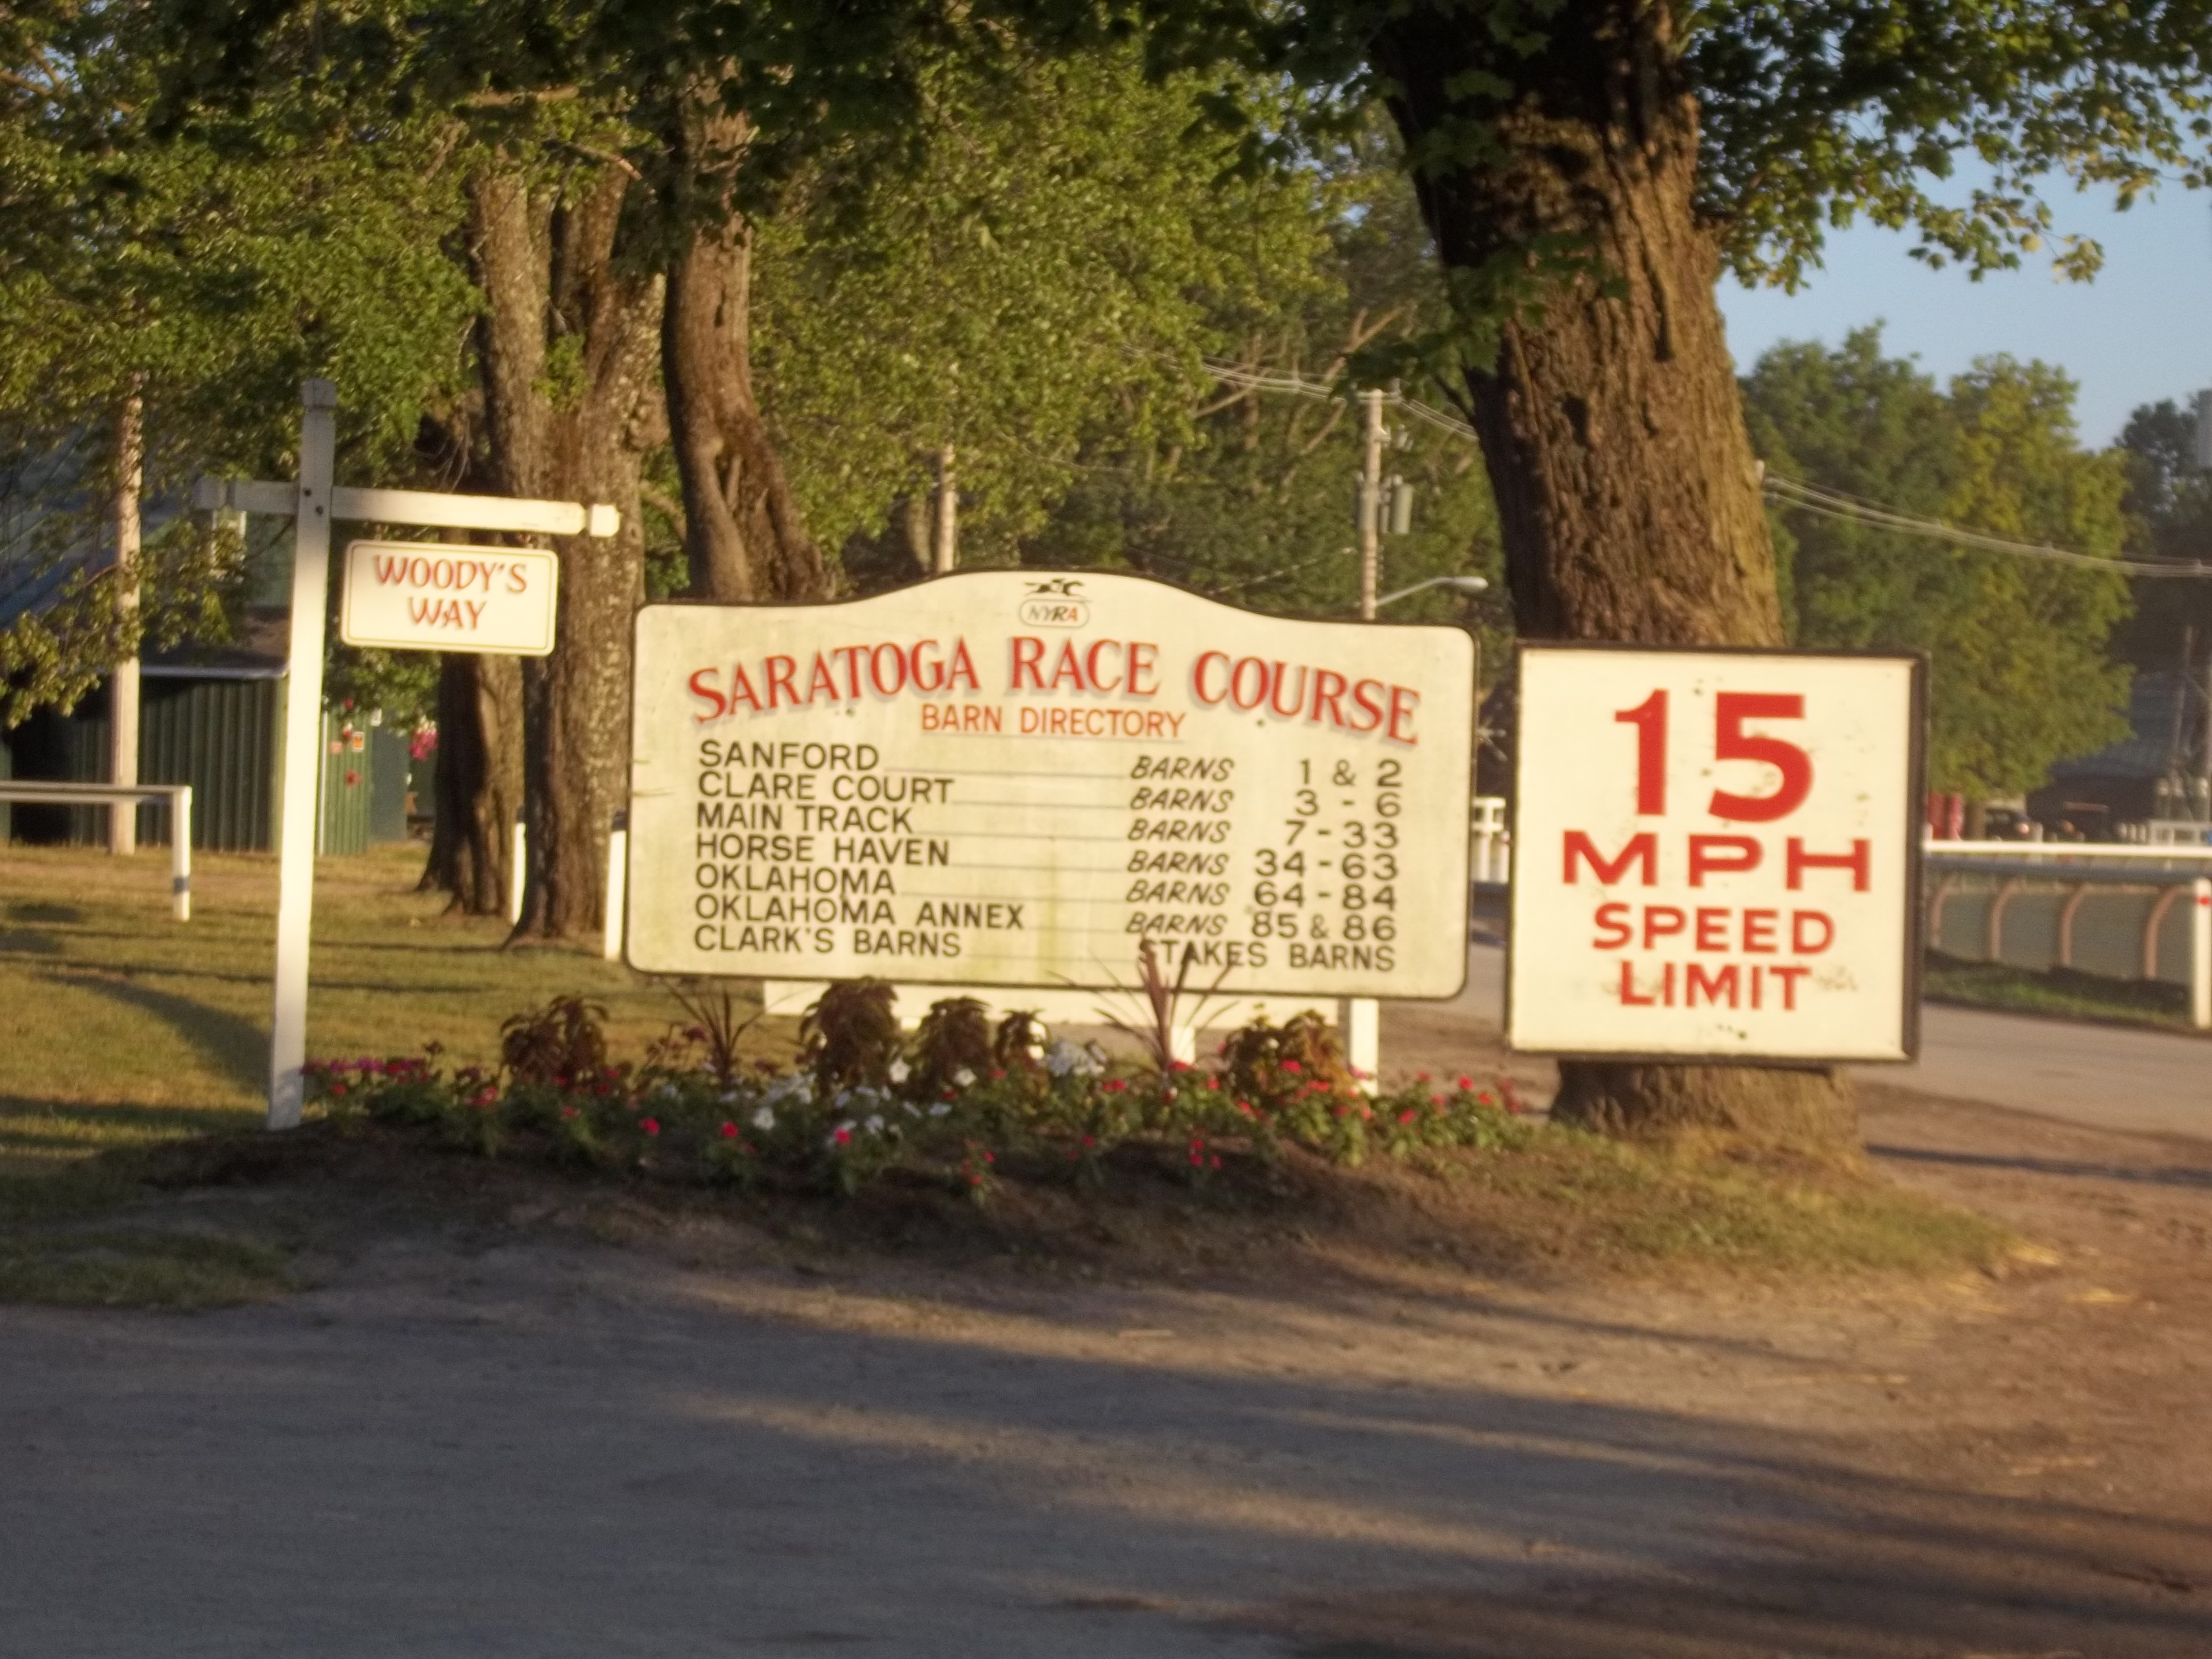 WOODY'S
WAY
NYRA
SARATOGA RACE COURSE
BARN DIRECTORY
SANFORD BARNS 1 & 2
CLARE COURT BARNS 3 - 6
MAIN TRACK BARNS 7 - 33
HORSE HAVEN BARNS 34 - 63
OKLAHOMA BARNS 64 - 84
OKLAHOMA ANNEX BARNS 85 & 86
CLARK'S BARNS STAKES BARNS
15
MPH
SPEED
LIMIT